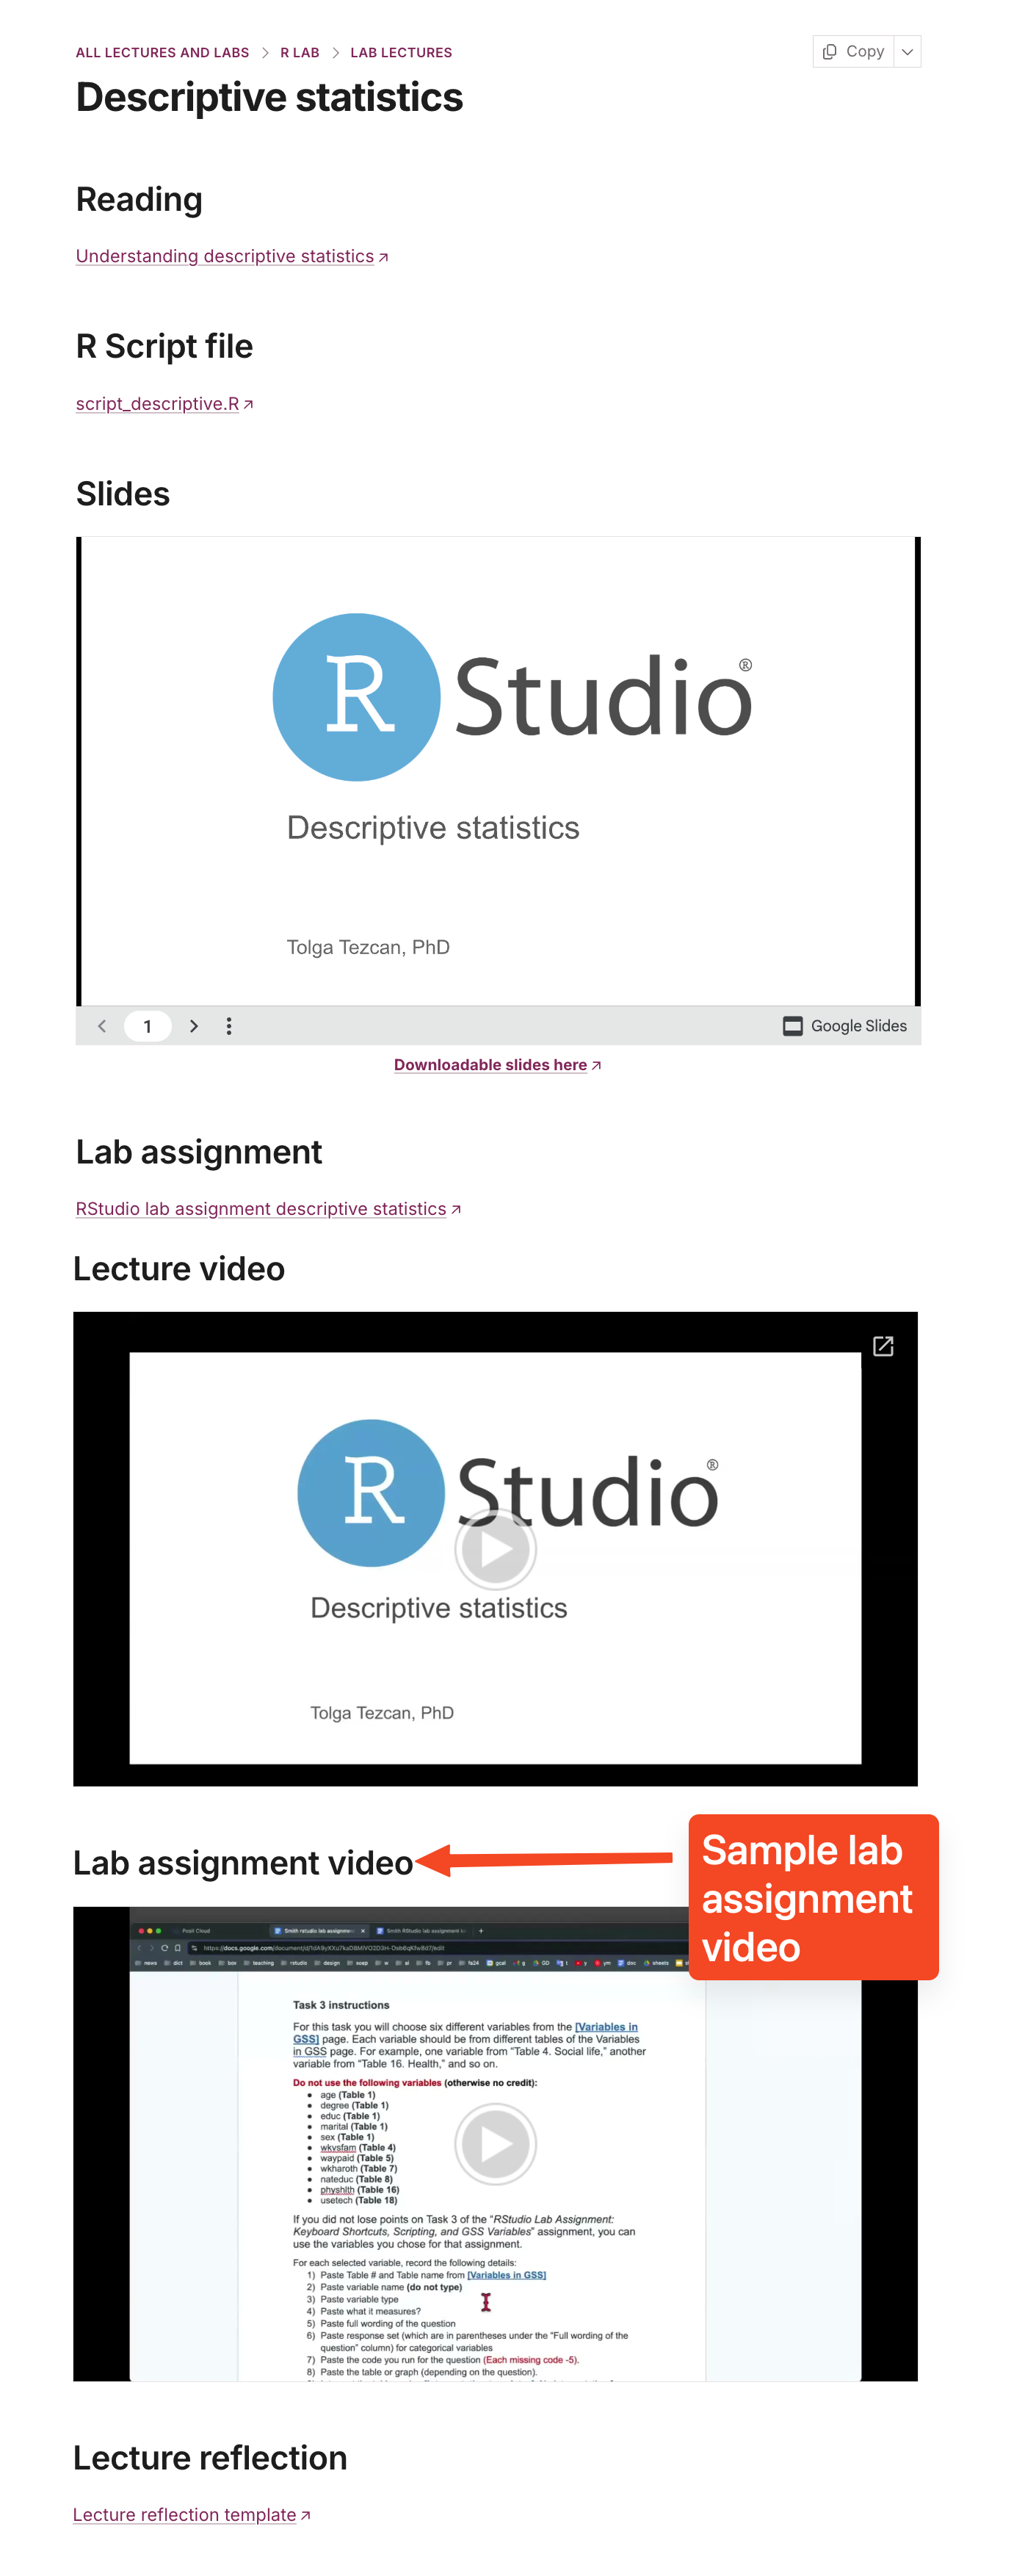 ALL LECTURES AND LABS > R LAB > LAB LECTURES
Copy
Descriptive statistics
Reading
Understanding descriptive statistics
R Script file
script_descriptive.R
Slides
R Studio®
Descriptive statistics
Tolga Tezcan, PhD
1
Google Slides
Downloadable slides here
Lab assignment
RStudio lab assignment descriptive statistics
Lecture video
R Studio®
Descriptive statistics
Tolga Tezcan, PhD
Lab assignment video
Sample lab
assignment
video
Posit Cloud
Task 3 instructions
For this task you will choose six different variables from the [Variables in
GSS] page. Each variable should be from different tables of the Variables
in GSS page. For example, one variable from “Table 4. Social life,” another
variable from “Table 16. Health,” and so on.
Do not use the following variables (otherwise no credit):
• age (Table 1)
• degree (Table 1)
• educ (Table 1)
• marital (Table 1)
• sex (Table 1)
• wkvsfam (Table 4)
• waypaid (Table 5)
• wkharoth (Table 7)
• nateduc (Table 8)
• physhlth (Table 16)
• usetech (Table 18)
If you did not lose points on Task 3 of the “RStudio Lab Assignment:
Keyboard Shortcuts, Scripting, and GSS Variables” assignment, you can
use the variables you chose for that assignment.
For each selected variable, record the following details:
1) Paste Table # and Table name from [Variables in GSS]
2) Paste variable name (do not type)
3) Paste variable type
4) Paste what it measures?
5) Paste full wording of the question
6) Paste response set (which are in parentheses under the “Full wording of the
question” column) for categorical variables
7) Paste the code you run for the question (Each missing code -5).
8) Paste the table or graph (depending on the question).
Lecture reflection
Lecture reflection template